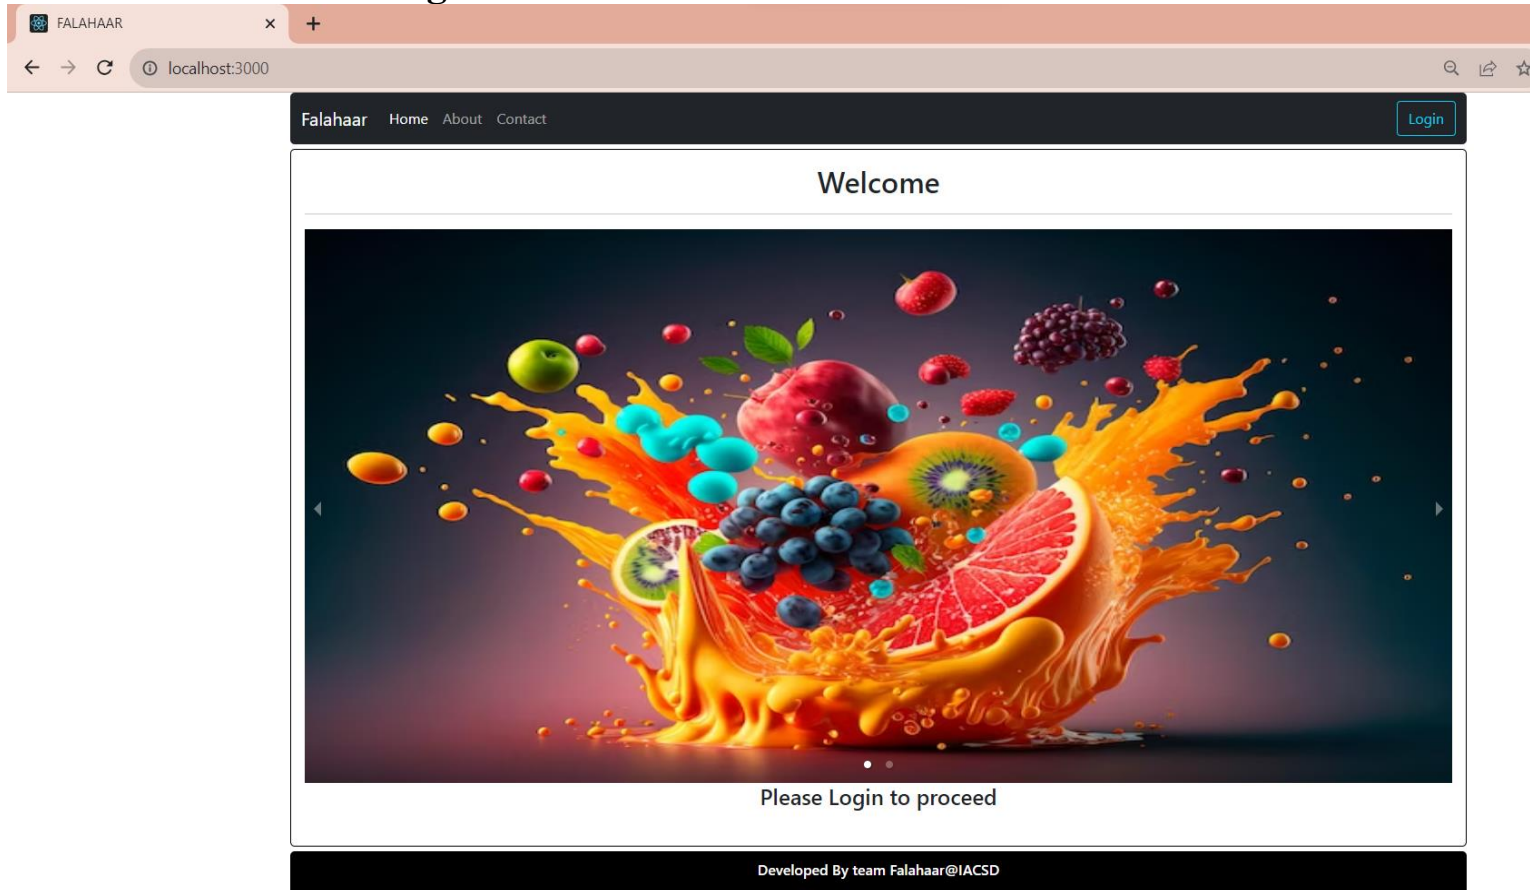 FALAHAAR
localhost:3000
Falahaar Home About Contact Login
Welcome
Please Login to proceed
Developed By team Falahaar@IACSD